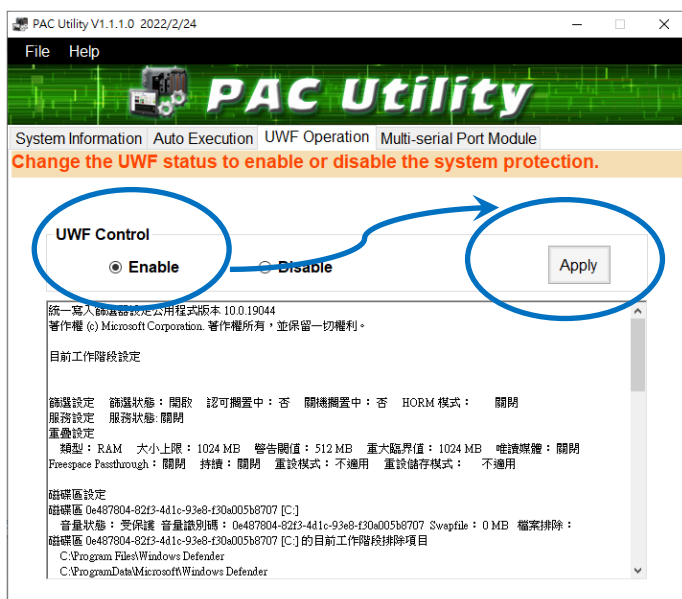 PAC Utility V1.1.1.0 2022/2/24
File Help
PAC Utility
System Information Auto Execution UWF Operation Multi-serial Port Module
Change the UWF status to enable or disable the system protection.
UWF Control
Enable Disable Apply
統一寫入篩選器設定公用程式版本 10.0.19044
著作權 (c) Microsoft Corporation. 著作權所有，並保留一切權利。
目前工作階段設定
篩選設定 篩選狀態：開啟 認可擱置中：否 關機擱置中：否 HORM 模式： 關閉
服務設定 服務狀態:關閉
重疊設定
類型：RAM 大小上限：1024 MB 警告閾值：512 MB 重大臨界值：1024 MB 唯讀媒體：關閉
Freespace Passthrough：關閉 持續：關閉 重設模式：不適用 重設儲存模式： 不適用
磁碟區設定
磁碟區 0e487804-82f3-4d1c-93e8-f30a005b8707 [C:]
音量狀態： 受保護 音量識別碼： 0e487804-82f3-4d1c-93e8-f30a005b8707 Swapfile： 0 MB 檔案排除：
磁碟區 0e487804-82f3-4d1c-93e8-f30a005b8707 [C:] 的目前工作階段排除項目
C:\Program Files\Windows Defender
C:\ProgramData\Microsoft\Windows Defender